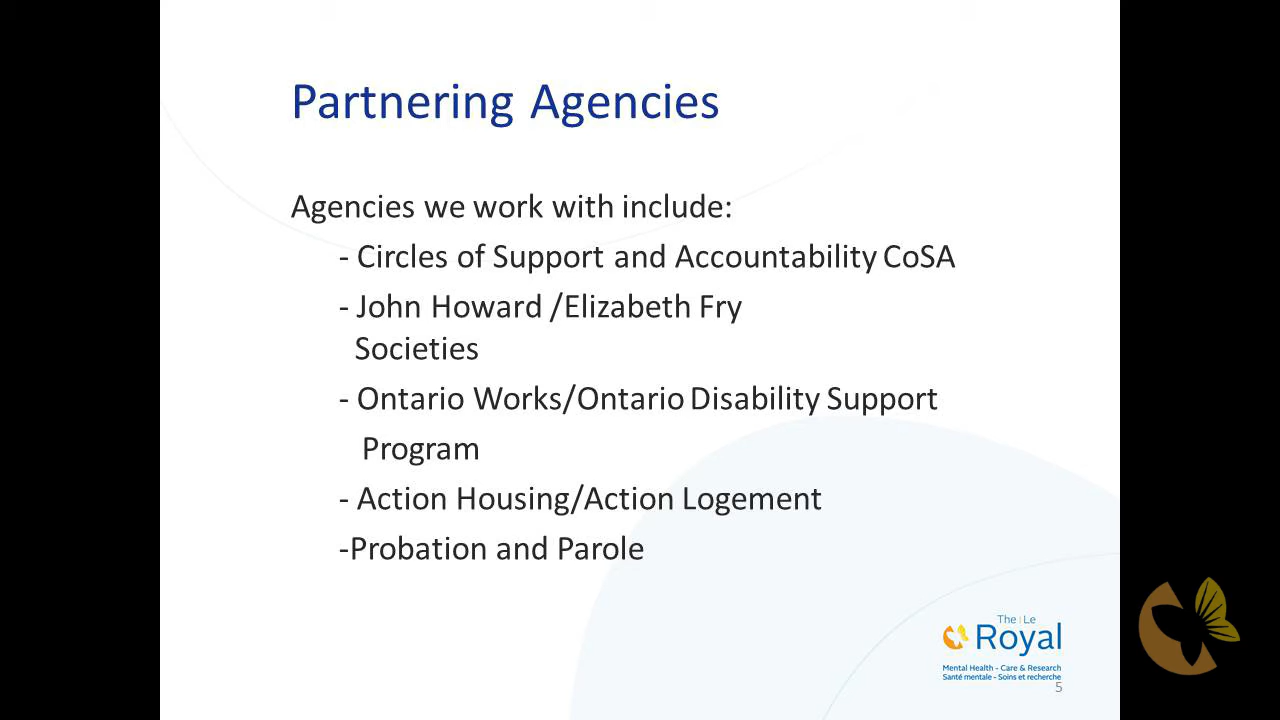 Partnering Agencies
Agencies we work with include:
- Circles of Support and Accountability CoSA
- John Howard /Elizabeth Fry
Societies
- Ontario Works/Ontario Disability Support
Program
- Action Housing/Action Logement
-Probation and Parole
The | Le
Royal
Mental Health - Care & Research
Santé mentale - Soins et recherche
5